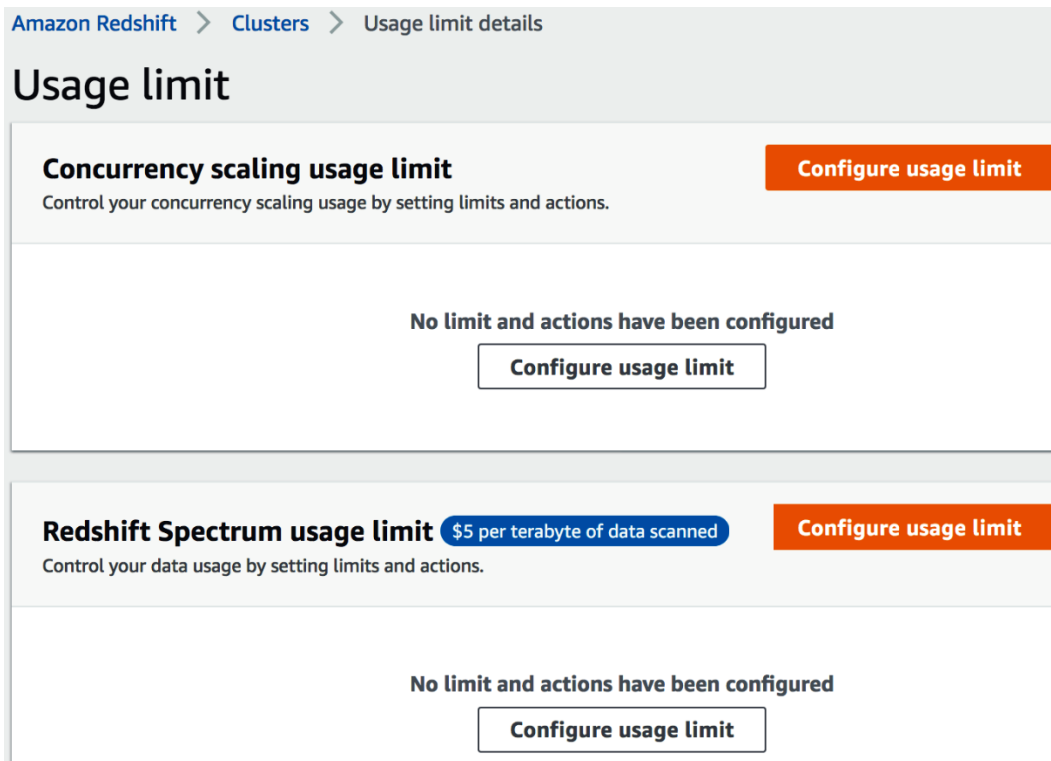 Amazon Redshift > Clusters > Usage limit details
Usage limit
Concurrency scaling usage limit
Configure usage limit
Control your concurrency scaling usage by setting limits and actions.
No limit and actions have been configured
Configure usage limit
Redshift Spectrum usage limit $5 per terabyte of data scanned
Configure usage limit
Control your data usage by setting limits and actions.
No limit and actions have been configured
Configure usage limit